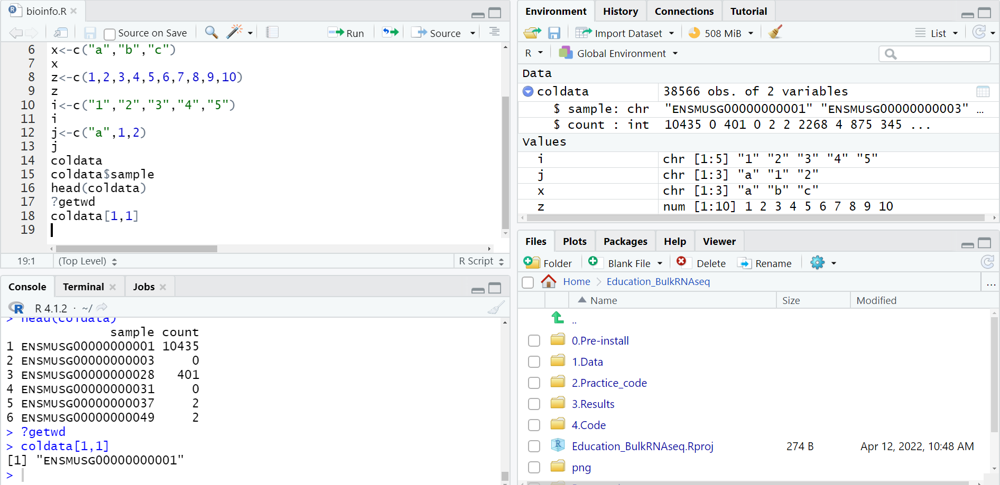 bioinfo.R
Source on Save
Run
Source
6 x<-c("a","b","c")
7 x
8 z<-c(1,2,3,4,5,6,7,8,9,10)
9 z
10 i<-c("1","2","3","4","5")
11 i
12 j<-c("a",1,2)
13 j
14 coldata
15 coldata$sample
16 head(coldata)
17 ?getwd
18 coldata[1,1]
19
19:1 (Top Level) R Script
Console Terminal Jobs
R 4.1.2 · ~/
> head(coldata)
sample count
1 ENSMUSG00000000001 10435
2 ENSMUSG00000000003 0
3 ENSMUSG00000000028 401
4 ENSMUSG00000000031 0
5 ENSMUSG00000000037 2
6 ENSMUSG00000000049 2
> ?getwd
> coldata[1,1]
[1] "ENSMUSG00000000001"
>
Environment History Connections Tutorial
Import Dataset 508 MiB List
R Global Environment
Data
coldata 38566 obs. of 2 variables
$ sample: chr "ENSMUSG00000000001" "ENSMUSG00000000003" …
$ count : int 10435 0 401 0 2 2 2268 4 875 345 ...
Values
i chr [1:5] "1" "2" "3" "4" "5"
j chr [1:3] "a" "1" "2"
x chr [1:3] "a" "b" "c"
z num [1:10] 1 2 3 4 5 6 7 8 9 10
Files Plots Packages Help Viewer
Folder Blank File Delete Rename
Home Education_BulkRNAseq ...
Name Size Modified
..
0.Pre-install
1.Data
2.Practice_code
3.Results
4.Code
Education_BulkRNAseq.Rproj 274 B Apr 12, 2022, 10:48 AM
png